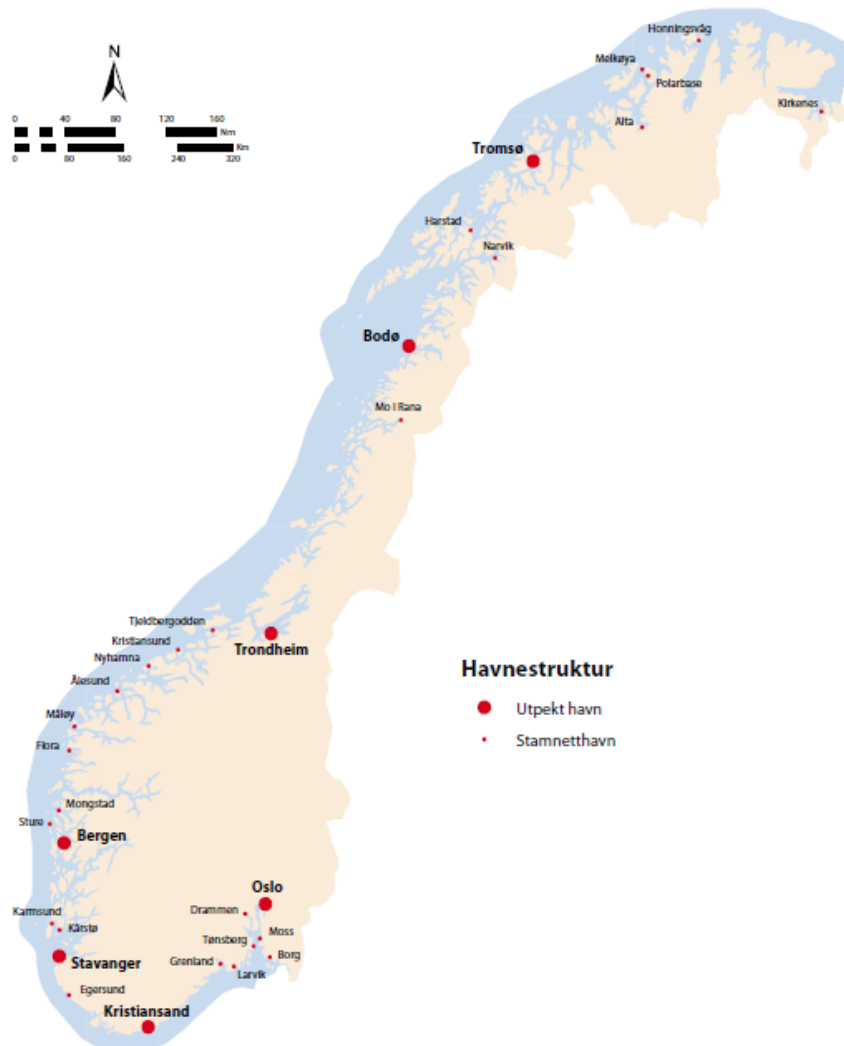 Honningsvåg
N
Melkøya
Polarbase
0 40 80 120 160
Nm
Km
0 80 160 240 320
Kirkenes
Alta
Tromsø
Harstad
Narvik
Bodø
Mo I Rana
Tjeldbergodden
Kristiansund
Trondheim
Nyhamna
Ålesund
Havnestruktur
Utpekt havn
Stamnetthavn
Måløy
Flora
Mongstad
Sture
Bergen
Oslo
Drammen
Karmsund
Kårstø
Moss
Tønsberg
Borg
Stavanger
Grenland
Larvik
Egersund
Kristiansand